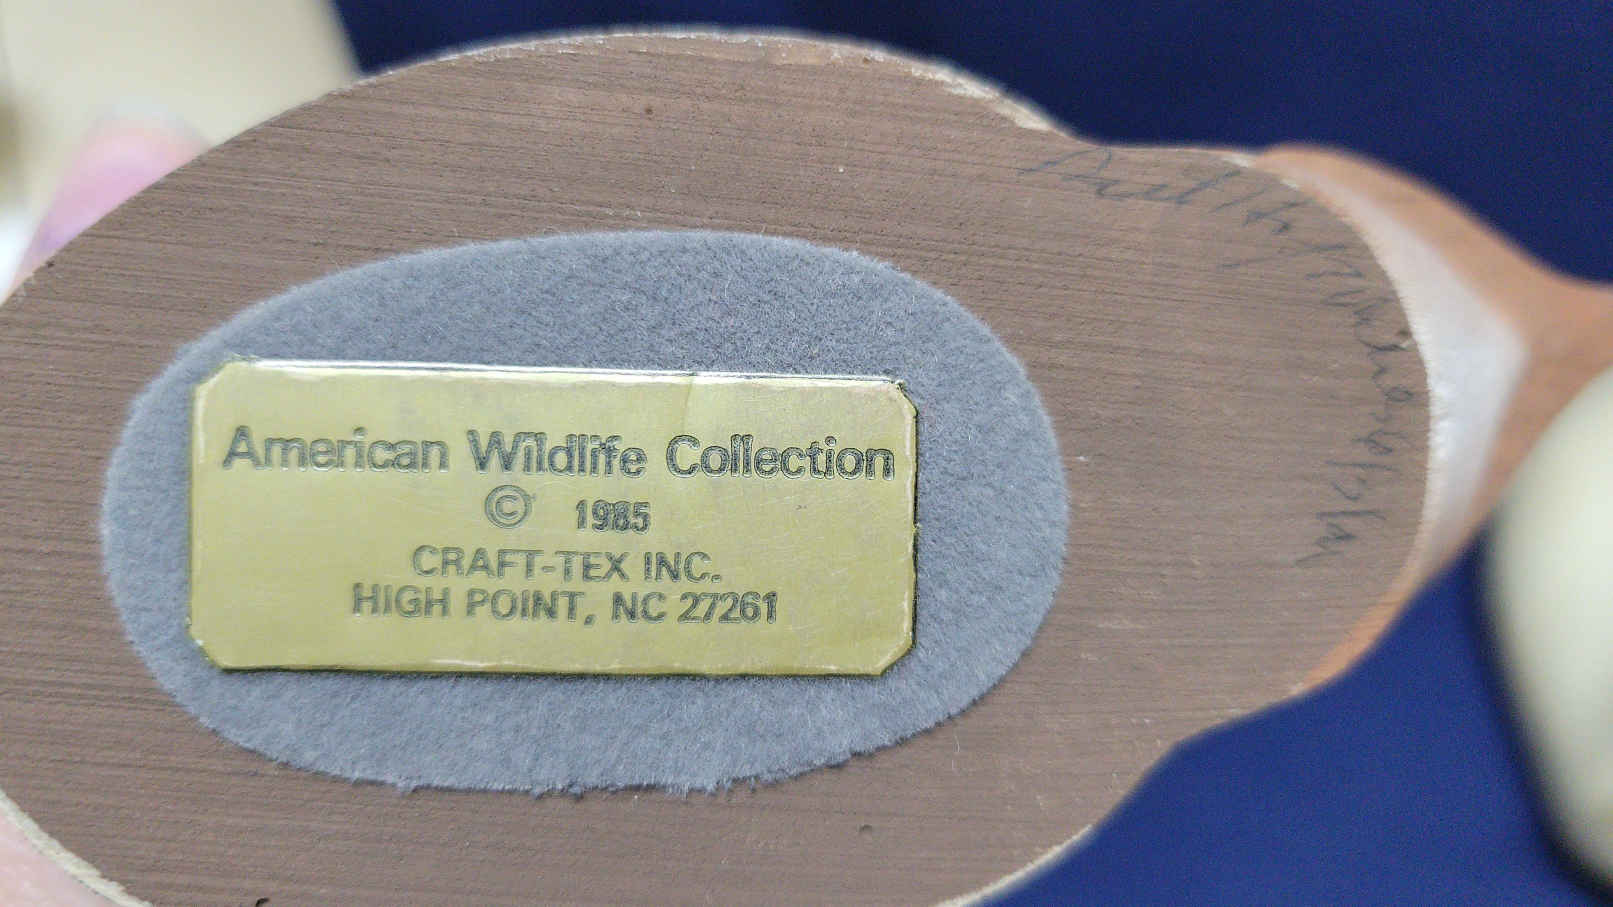 American Wildlife Collection
© 1985
CRAFT-TEX INC.
HIGH POINT, NC 27261